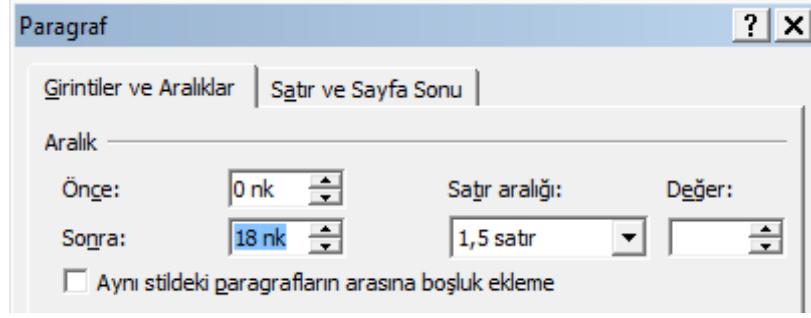 Paragraf
Girintiler ve Aralıklar Satır ve Sayfa Sonu
Aralık
Önce: 0 nk Satır aralığı: Değer:
Sonra: 18 nk 1,5 satır
Aynı stildeki paragrafların arasına boşluk ekleme